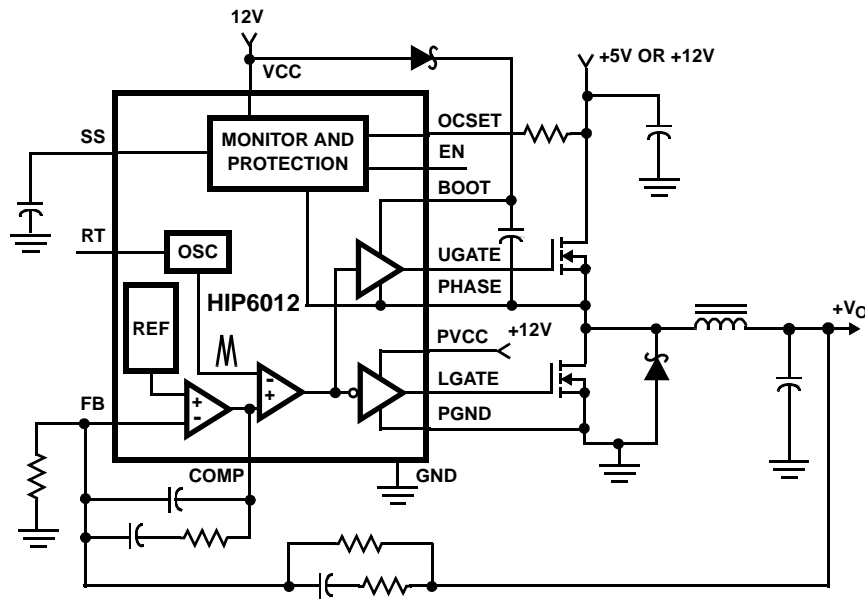 12V
VCC
+5V OR +12V
SS
MONITOR AND
PROTECTION
OCSET
EN
BOOT
RT
OSC
UGATE
PHASE
HIP6012
REF
+12V
PVCC
+VO
LGATE
FB
PGND
COMP
GND